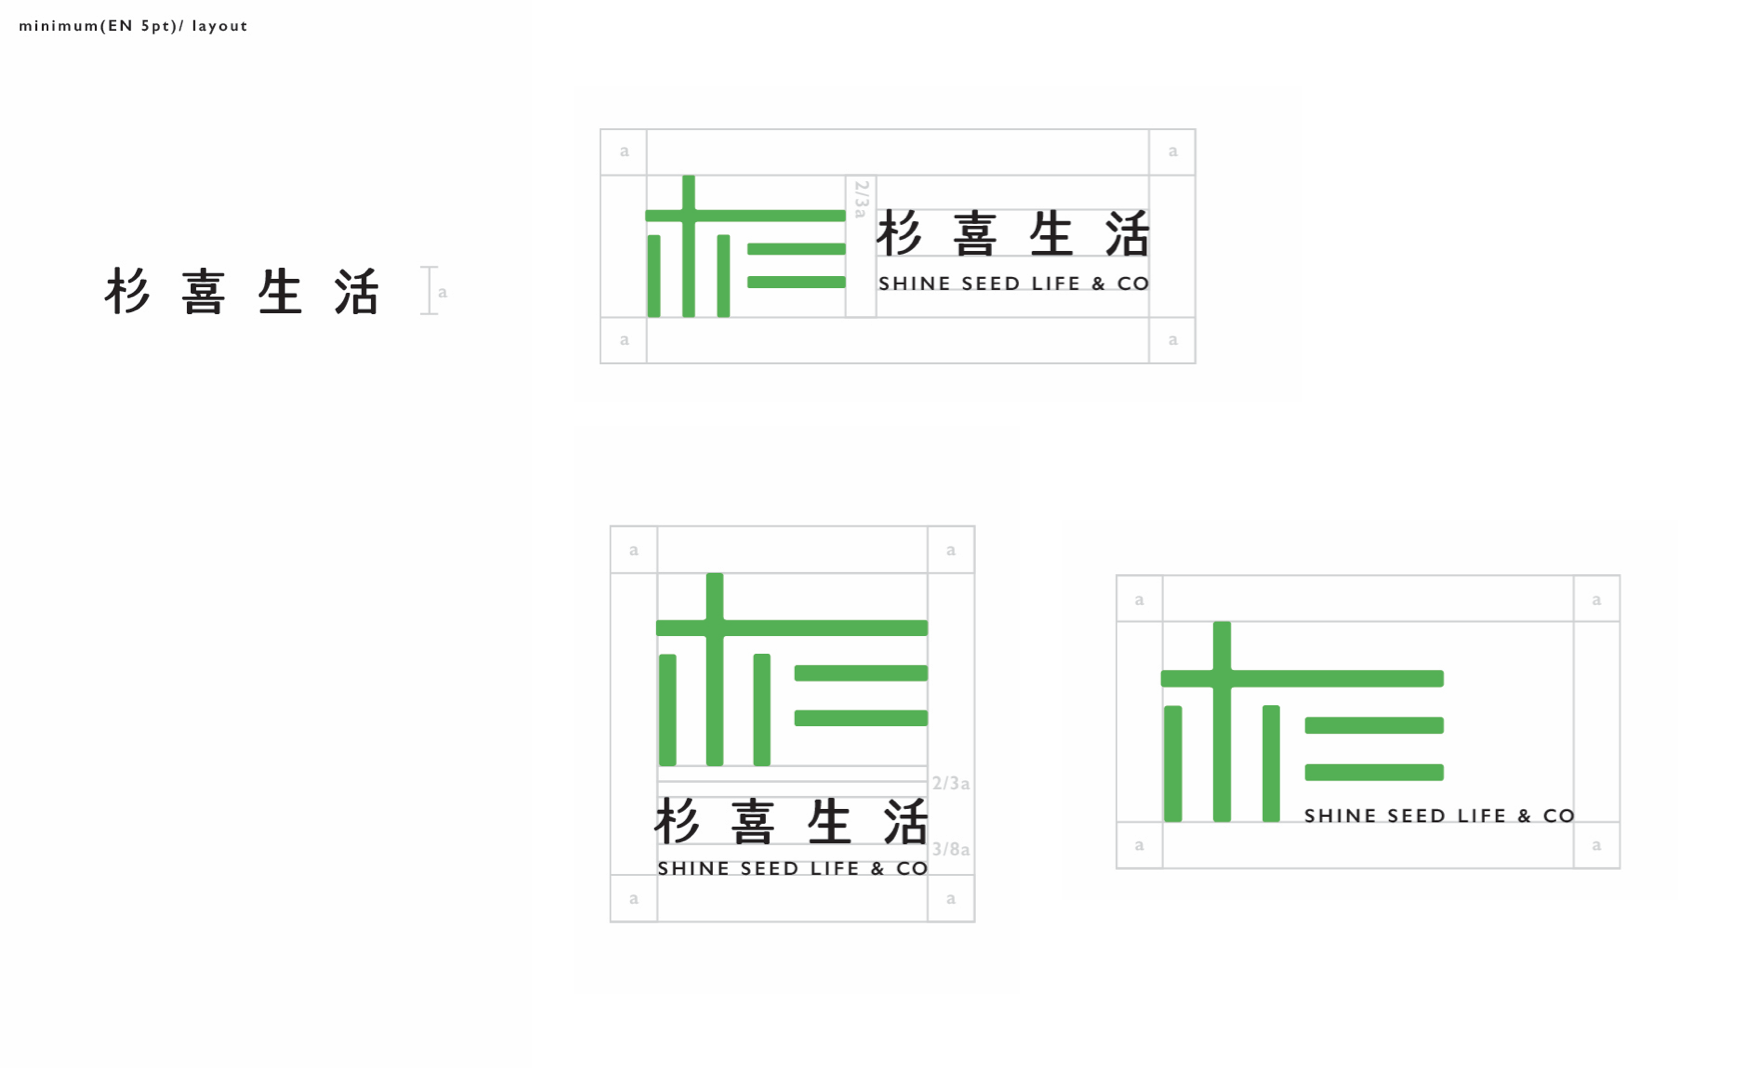 minimum(EN 5pt)/ layout
杉喜生活
a
a
a
2/3a
杉喜生活
SHINE SEED LIFE & CO
a
a
a
a
2/3a
杉喜生活
3/8a
SHINE SEED LIFE & CO
a
a
a
a
SHINE SEED LIFE & CO
a
a